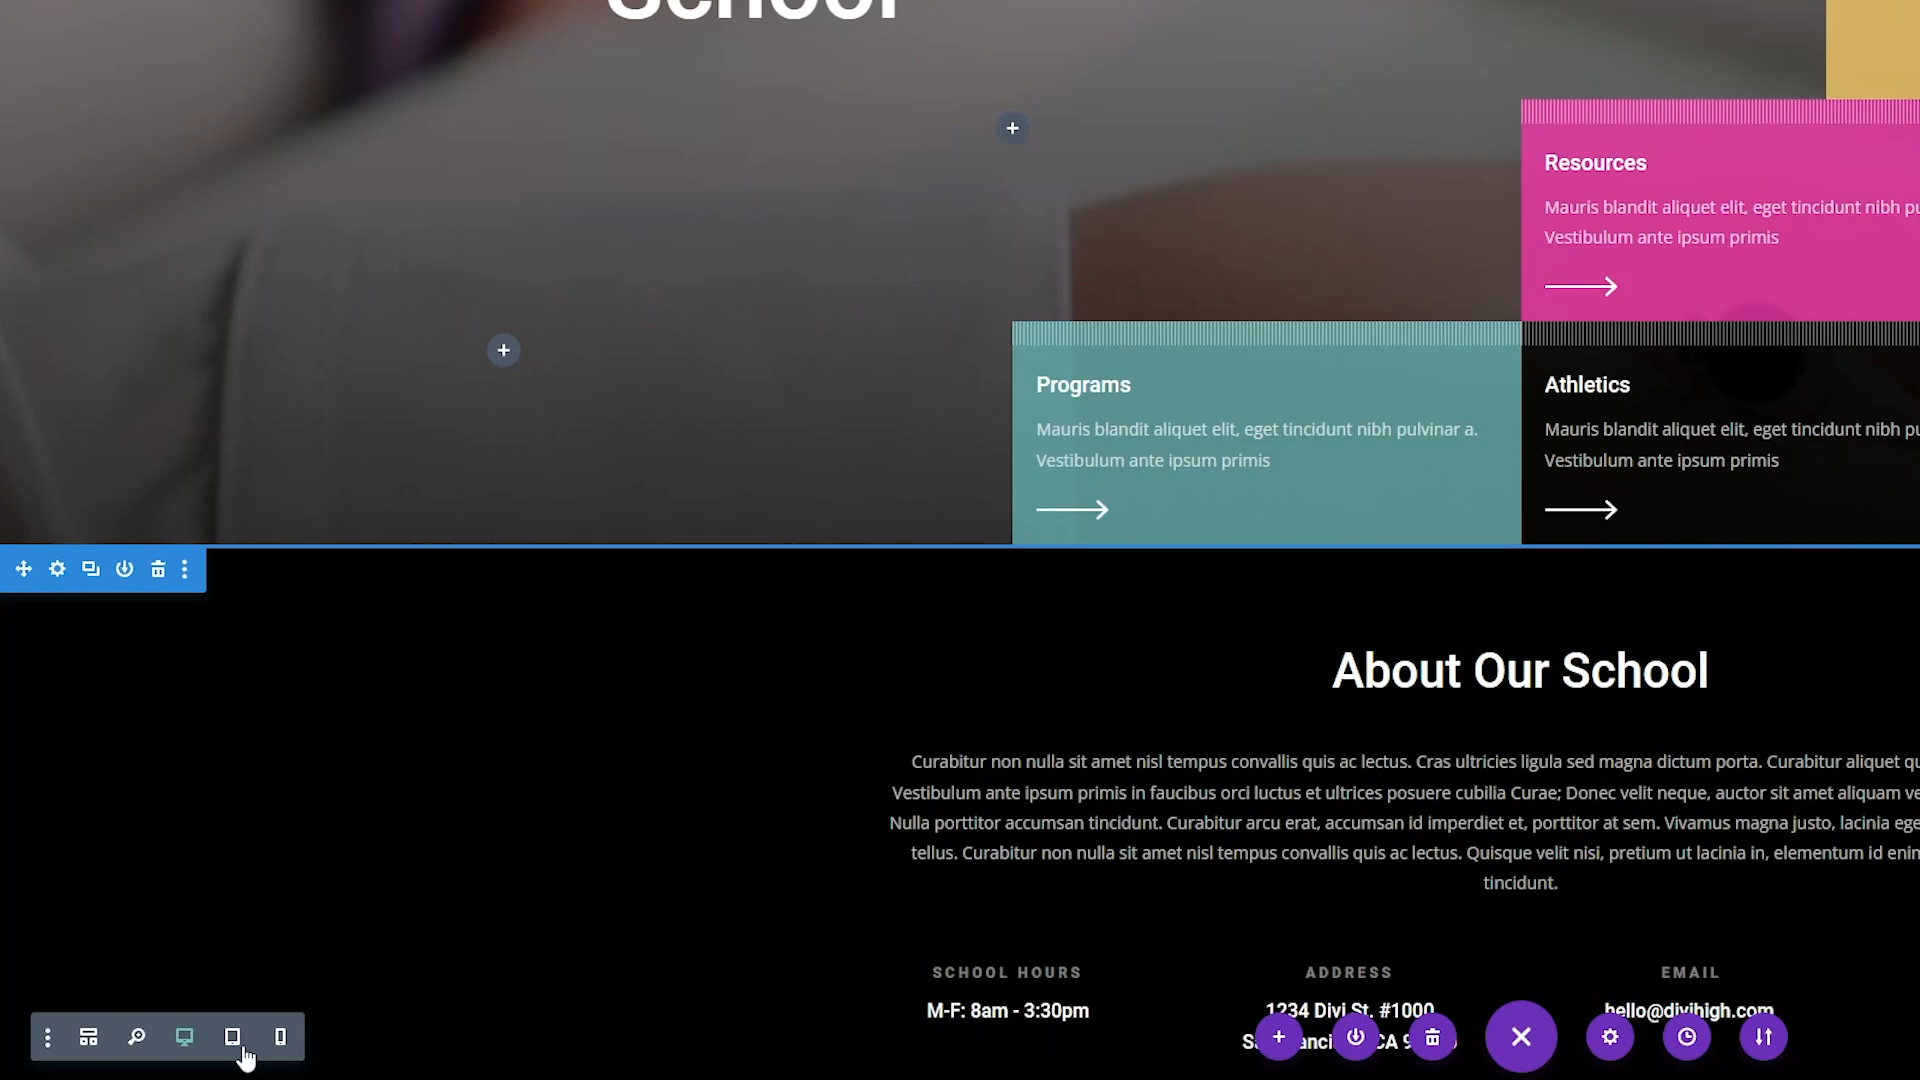 School
Resources
Mauris blandit aliquet elit, eget tincidunt nibh
Vestibulum ante ipsum primis
Programs
Mauris blandit aliquet elit, eget tincidunt nibh pulvinar a.
Vestibulum ante ipsum primis
Athletics
Mauris blandit aliquet elit, eget tincidunt nibh
Vestibulum ante ipsum primis
About Our School
Curabitur non nulla sit amet nisl tempus convallis quis ac lectus. Cras ultricies ligula sed magna dictum porta. Curabitur aliquet
Vestibulum ante ipsum primis in faucibus orci luctus et ultrices posuere cubilia Curae; Donec velit neque, auctor sit amet aliquam
Nulla porttitor accumsan tincidunt. Curabitur arcu erat, accumsan id imperdiet et, porttitor at sem. Vivamus magna justo, lacinia
tellus. Curabitur non nulla sit amet nisl tempus convallis quis ac lectus. Quisque velit nisi, pretium ut lacinia in, elementum id
tincidunt.
SCHOOL HOURS
M-F: 8am - 3:30pm
ADDRESS
1234 Divi St. #1000
CA
EMAIL
hello@divihigh.com